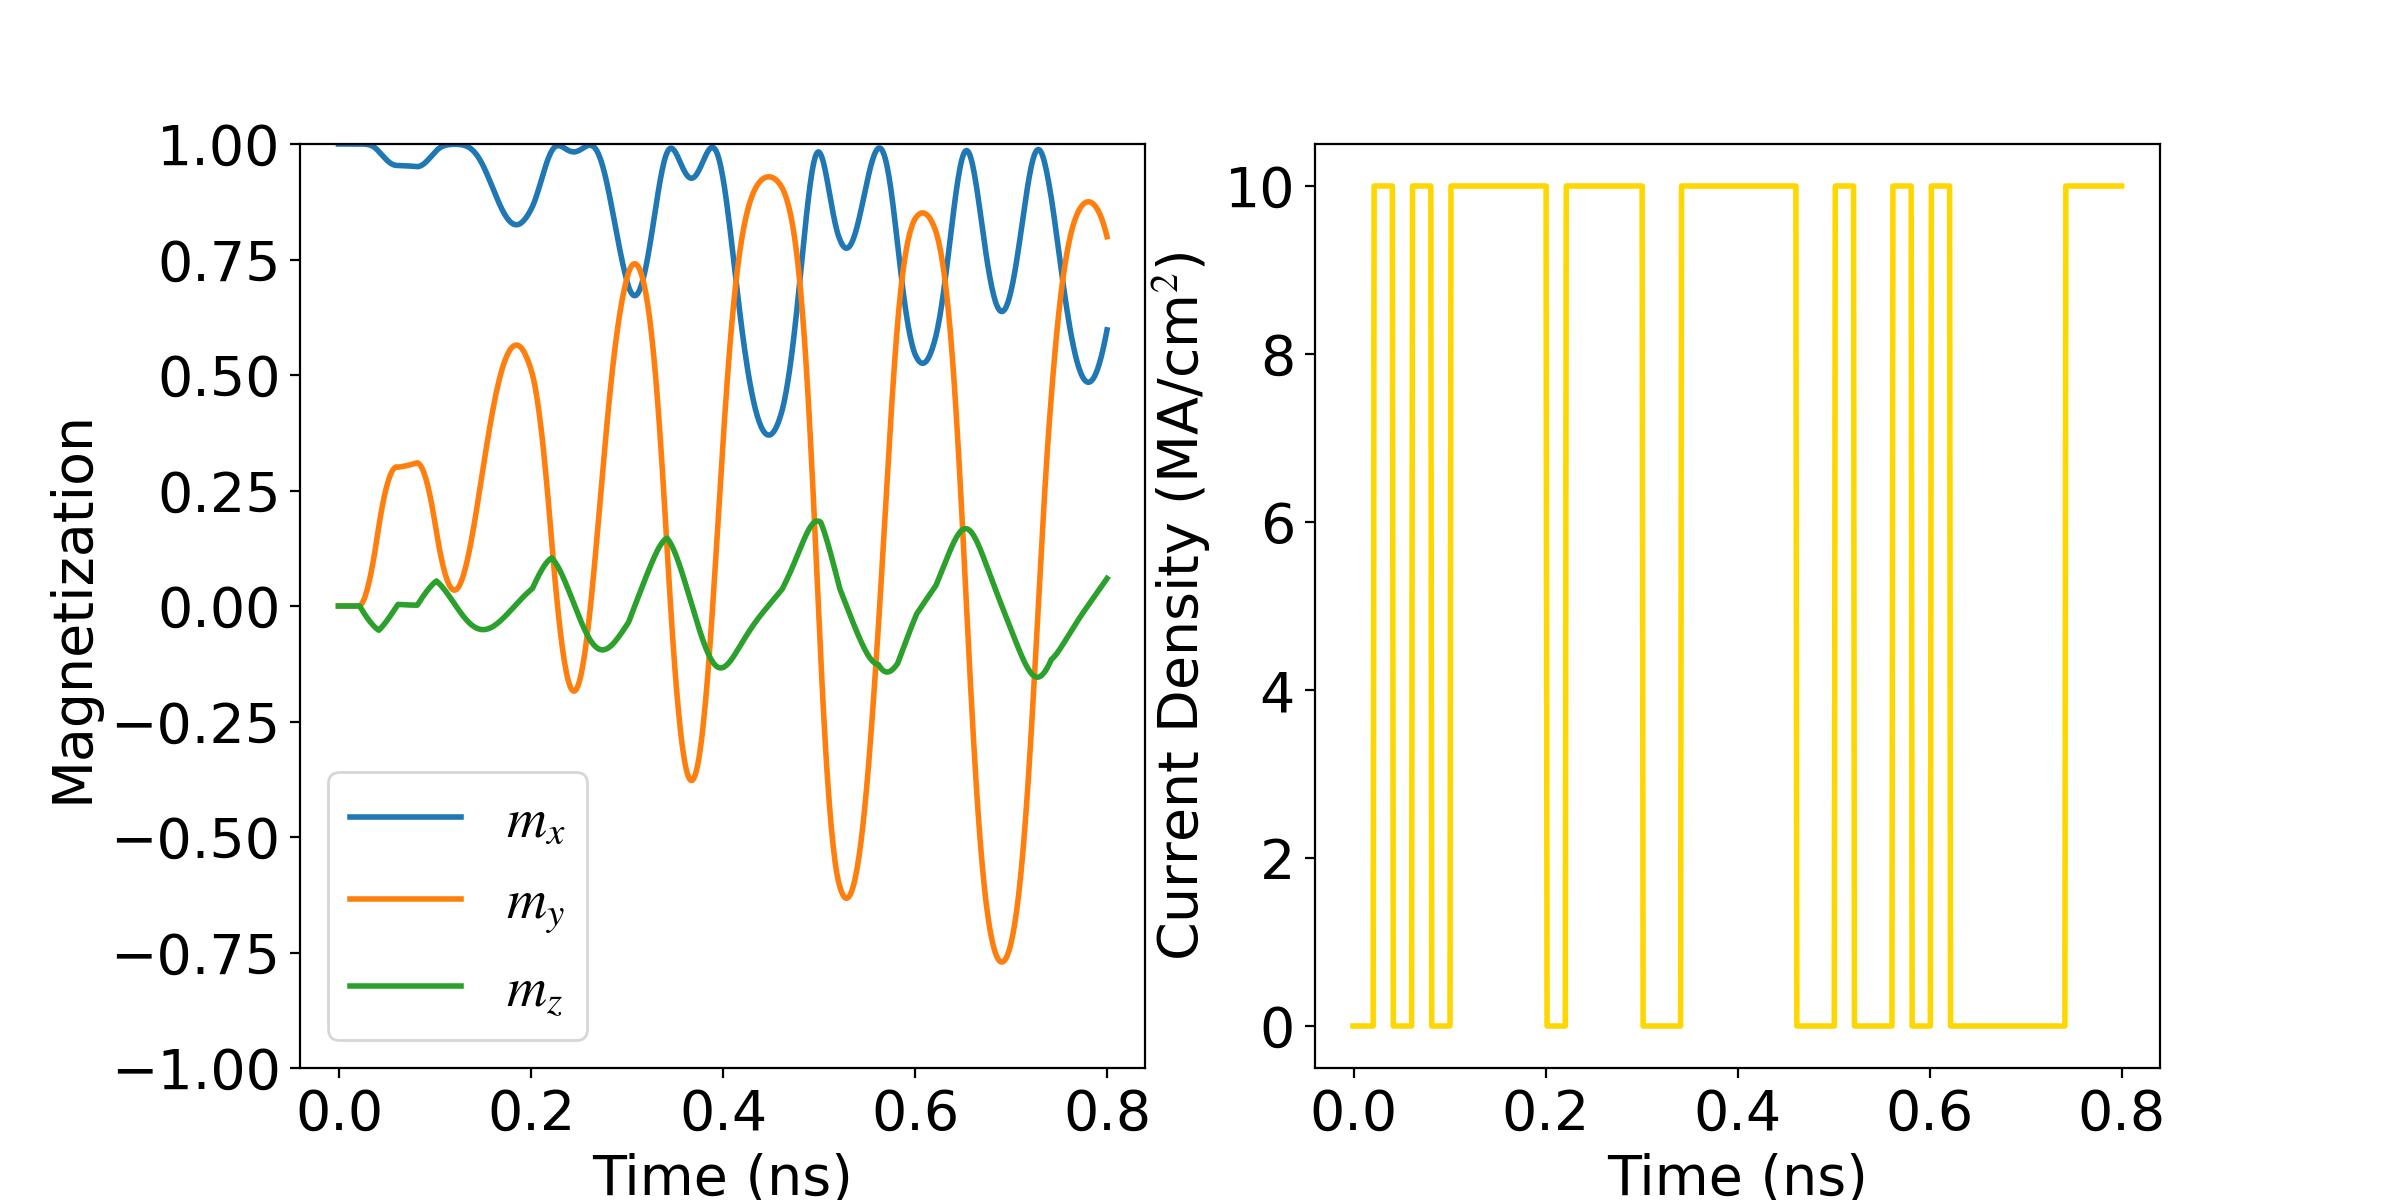 1.00
0.75
0.50
0.25
0.00
−0.25
−0.50
−0.75
−1.00
Magnetization
m_x
m_y
m_z
0.0 0.2 0.4 0.6 0.8
Time (ns)
10
8
6
4
2
0
Current Density (MA/cm²)
0.0 0.2 0.4 0.6 0.8
Time (ns)